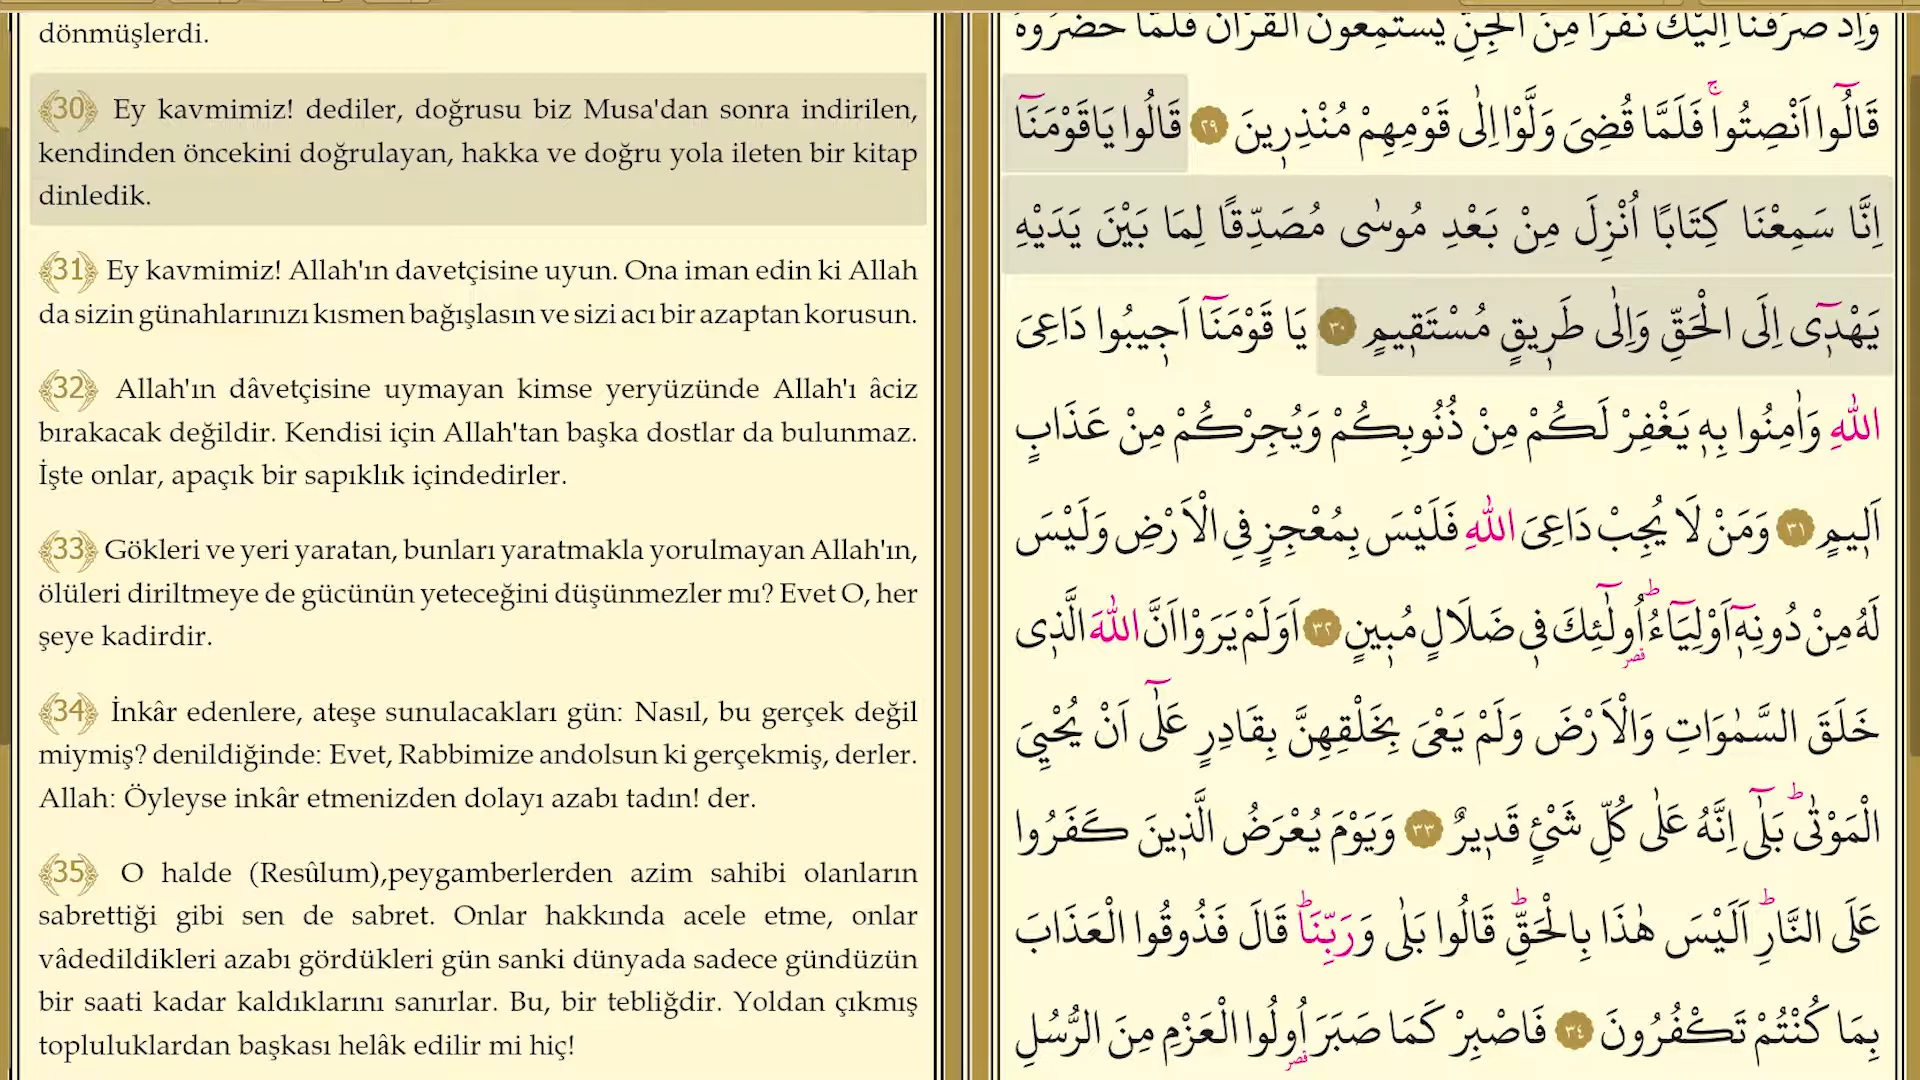 dönmüşlerdi.
30 Ey kavmimiz! dediler, doğrusu biz Musa'dan sonra indirilen,
kendinden öncekini doğrulayan, hakka ve doğru yola ileten bir kitap
dinledik.
31 Ey kavmimiz! Allah'ın davetçisine uyun. Ona iman edin ki Allah
da sizin günahlarınızı kısmen bağışlasın ve sizi acı bir azaptan korusun.
32 Allah'ın dâvetçisine uymayan kimse yeryüzünde Allah'ı âciz
bırakacak değildir. Kendisi için Allah'tan başka dostlar da bulunmaz.
İşte onlar, apaçık bir sapıklık içindedirler.
33 Gökleri ve yeri yaratan, bunları yaratmakla yorulmayan Allah'ın,
ölüleri diriltmeye de gücünün yeteceğini düşünmezler mı? Evet O, her
şeye kadirdir.
34 İnkâr edenlere, ateşe sunulacakları gün: Nasıl, bu gerçek değil
miymiş? denildiğinde: Evet, Rabbimize andolsun ki gerçekmiş, derler.
Allah: Öyleyse inkâr etmenizden dolayı azabı tadın! der.
35 O halde (Resûlum),peygamberlerden azim sahibi olanların
sabrettiği gibi sen de sabret. Onlar hakkında acele etme, onlar
vâdedildikleri azabı gördükleri gün sanki dünyada sadece gündüzün
bir saati kadar kaldıklarını sanırlar. Bu, bir tebliğdir. Yoldan çıkmış
topluluklardan başkası helâk edilir mi hiç!
وَاِذْ صَرَفْنَٓا اِلَيْكَ نَفَرًا مِنَ الْجِنِّ يَسْتَمِعُونَ الْقُرْاٰنَۚ فَلَمَّا حَضَرُوهُ
قَالُٓوا اَنْصِتُواۚ فَلَمَّا قُضِىَ وَلَّوْا اِلٰى قَوْمِهِمْ مُنْذِر۪ينَ ٢٩ قَالُوا يَاقَوْمَنَٓا
اِنَّا سَمِعْنَا كِتَابًا اُنْزِلَ مِنْ بَعْدِ مُوسٰى مُصَدِّقًا لِمَا بَيْنَ يَدَيْهِ
يَهْد۪ٓى اِلَى الْحَقِّ وَاِلٰى طَر۪يقٍ مُسْتَق۪يمٍ ٣٠ يَا قَوْمَنَٓا اَج۪يبُوا دَاعِىَ
اللّٰهِ وَاٰمِنُوا بِه۪ يَغْفِرْ لَكُمْ مِنْ ذُنُوبِكُمْ وَيُجِرْكُمْ مِنْ عَذَابٍ
اَل۪يمٍ ٣١ وَمَنْ لَا يُجِبْ دَاعِىَ اللّٰهِ فَلَيْسَ بِمُعْجِزٍ فِي الْاَرْضِ وَلَيْسَ
لَهُ مِنْ دُونِه۪ٓ اَوْلِيَٓاءُۜ اُولٰٓئِكَ ف۪ى ضَلَالٍ مُب۪ينٍ ٣٢ اَوَلَمْ يَرَوْا اَنَّ اللّٰهَ الَّذ۪ى
خَلَقَ السَّمٰوَاتِ وَالْاَرْضَ وَلَمْ يَعْىَ بِخَلْقِهِنَّ بِقَادِرٍ عَلٰٓى اَنْ يُحْيِىَ
الْمَوْتٰىۜ بَلٰٓى اِنَّهُ عَلٰى كُلِّ شَيْئٍ قَد۪يرٌ ٣٣ وَيَوْمَ يُعْرَضُ الَّذ۪ينَ كَفَرُوا
عَلَى النَّارِۜ اَلَيْسَ هٰذَا بِالْحَقِّۜ قَالُوا بَلٰى وَرَبِّنَاۜ قَالَ فَذُوقُوا الْعَذَابَ
بِمَا كُنْتُمْ تَكْفُرُونَ ٣٤ فَاصْبِرْ كَمَا صَبَرَ اُولُوا الْعَزْمِ مِنَ الرُّسُلِ